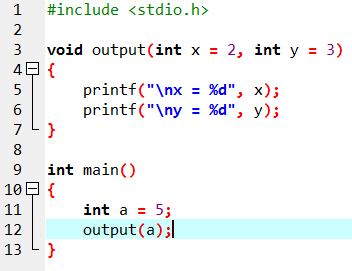 1 #include <stdio.h>
2
3 void output(int x = 2, int y = 3)
4 {
5     printf("\nx = %d", x);
6     printf("\ny = %d", y);
7 }
8
9 int main()
10 {
11     int a = 5;
12     output(a);
13 }